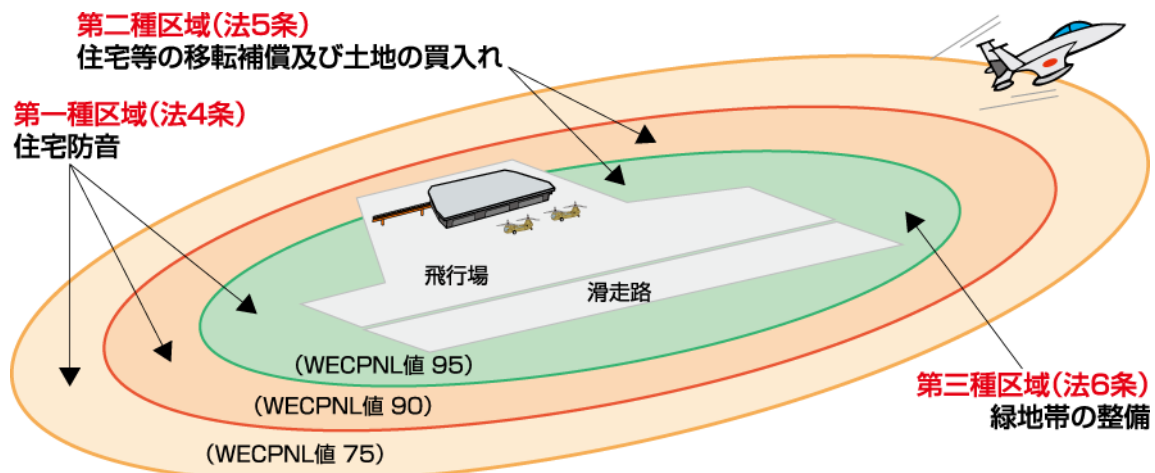 第二種区域(法5条)
住宅等の移転補償及び土地の買入れ
第一種区域(法4条)
住宅防音
飛行場
滑走路
(WECPNL値 95)
(WECPNL値 90)
(WECPNL値 75)
第三種区域(法6条)
緑地帯の整備